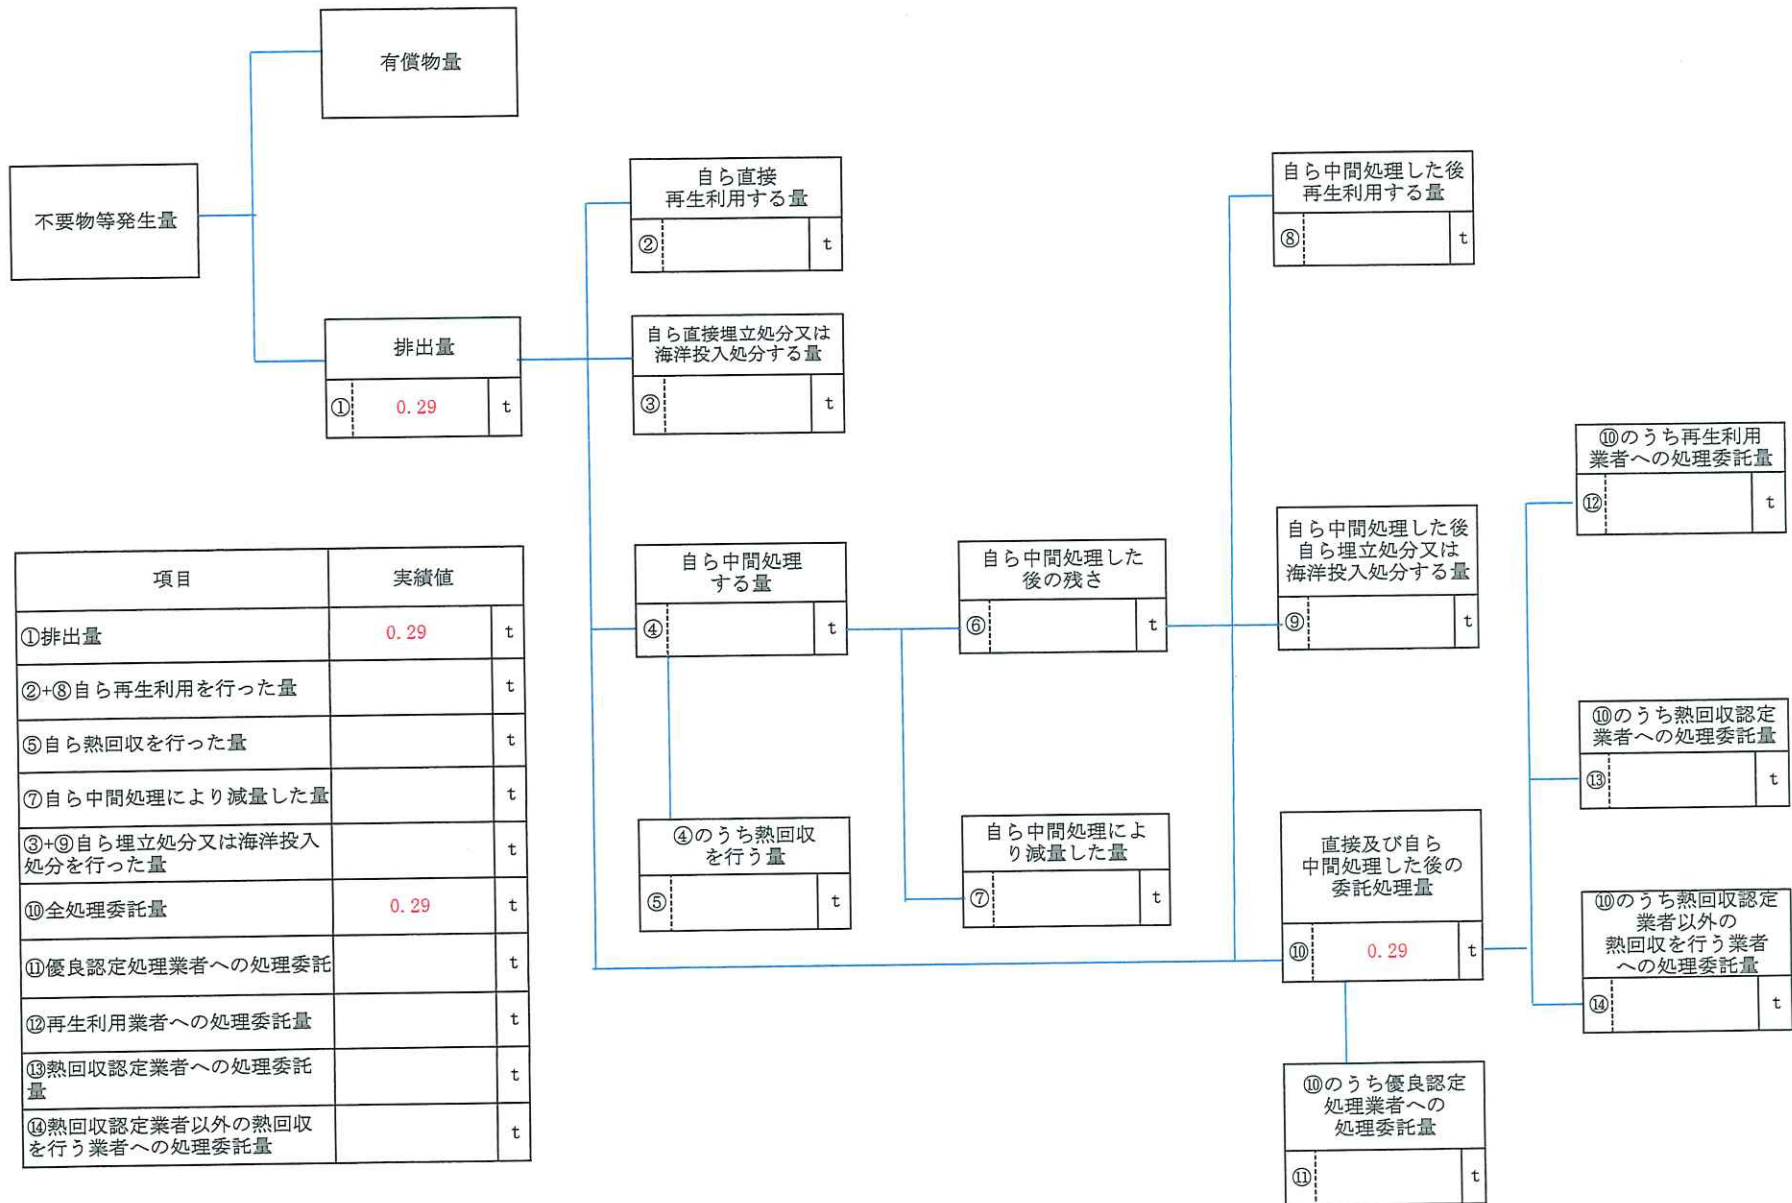 有償物量
不要物等発生量
排出量
① 0.29 t
自ら直接
再生利用する量
② t
自ら直接埋立処分又は
海洋投入処分する量
③ t
自ら中間処理
する量
④ t
④のうち熱回収
を行う量
⑤ t
自ら中間処理した
後の残さ
⑥ t
自ら中間処理によ
り減量した量
⑦ t
自ら中間処理した後
再生利用する量
⑧ t
自ら中間処理した後
自ら埋立処分又は
海洋投入処分する量
⑨ t
直接及び自ら
中間処理した後の
委託処理量
⑩ 0.29 t
⑩のうち優良認定
処理業者への
処理委託量
⑪ t
⑩のうち再生利用
業者への処理委託量
⑫ t
⑩のうち熱回収認定
業者への処理委託量
⑬ t
⑩のうち熱回収認定
業者以外の
熱回収を行う業者
への処理委託量
⑭ t
項目 実績値
①排出量 0.29 t
②+⑧自ら再生利用を行った量 t
⑤自ら熱回収を行った量 t
⑦自ら中間処理により減量した量 t
③+⑨自ら埋立処分又は海洋投入
処分を行った量 t
⑩全処理委託量 0.29 t
⑪優良認定処理業者への処理委託 t
⑫再生利用業者への処理委託量 t
⑬熱回収認定業者への処理委託
量 t
⑭熱回収認定業者以外の熱回収
を行う業者への処理委託量 t